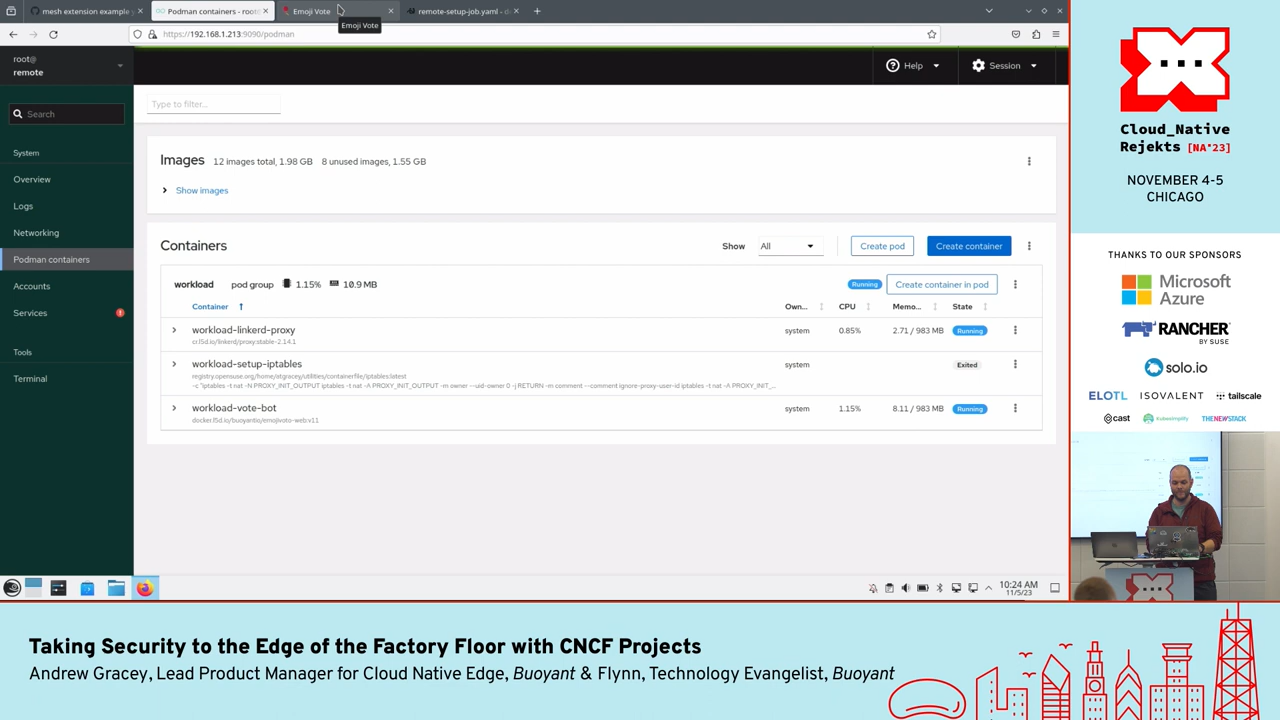 mesh extension example
Podman containers - root
Emoji Vote
remote-setup-job.yaml
Emoji Vote
https://192.168.1.213:9090/podman
root@
remote
Help
Session
Search
Type to filter...
System
Overview
Logs
Networking
Podman containers
Accounts
Services
Tools
Terminal
Images 12 images total, 1.98 GB 8 unused images, 1.55 GB
Show images
Containers Show All Create pod Create container
workload pod group 1.15% 10.9 MB Running Create container in pod
Container Own... CPU Memo... State
workload-linkerd-proxy system 0.85% 2.71 / 983 MB Running
cr.l5d.io/linkerd/proxy:stable-2.14.1
workload-setup-iptables system Exited
workload-vote-bot system 1.15% 8.11 / 983 MB Running
docker.l5d.io/buoyantio/emojivoto-web:v11
10:24 AM
11/5/23
Cloud_Native
Rejekts [NA'23]
NOVEMBER 4-5
CHICAGO
THANKS TO OUR SPONSORS
Microsoft
Azure
RANCHER
BY SUSE
solo.io
ELOTL ISOVALENT tailscale
cast Kubesimplify THENEWSTACK
Taking Security to the Edge of the Factory Floor with CNCF Projects
Andrew Gracey, Lead Product Manager for Cloud Native Edge, Buoyant & Flynn, Technology Evangelist, Buoyant